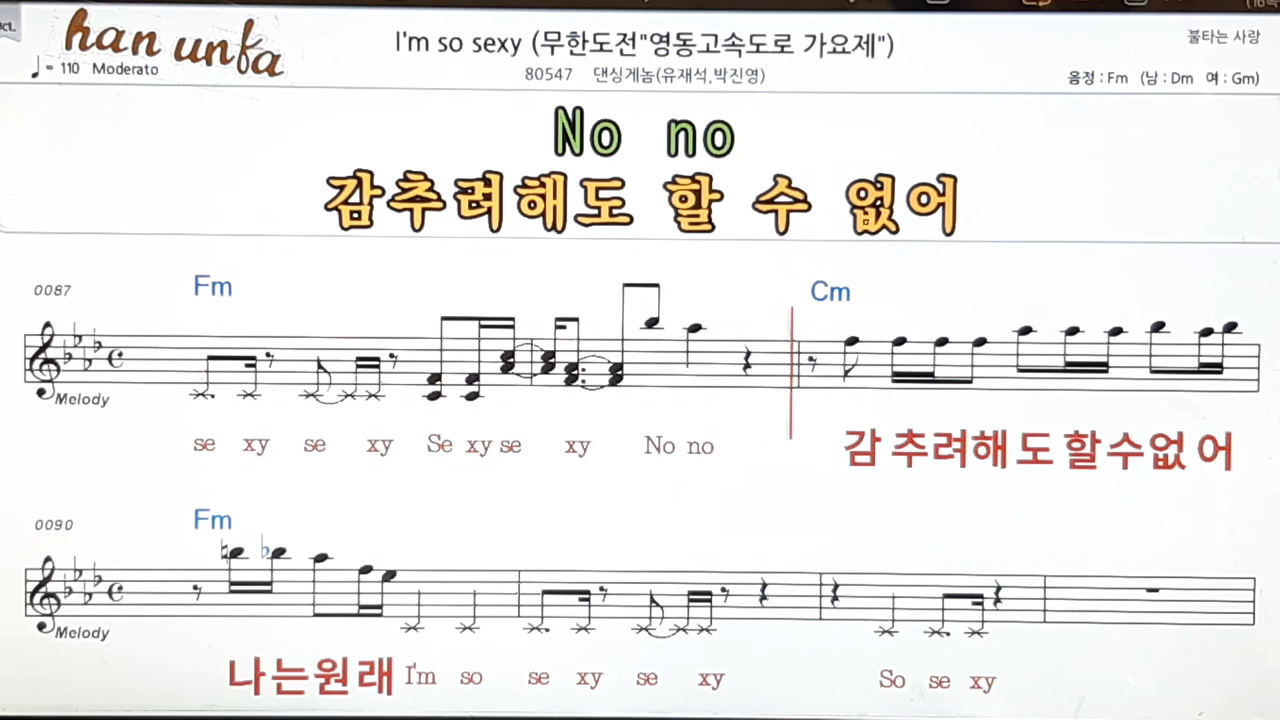 han unfa
I'm so sexy (무한도전"영동고속도로 가요제")
불타는 사랑
♩= 110 Moderato
80547 댄싱게놈(유재석,박진영)
음정 : Fm (남 : Dm 여 : Gm)
No no
감추려해도 할 수 없어
0087
Fm
Cm
Melody
se xy se xy Se xy se xy No no 감 추려해도 할수없 어
0090
Fm
Melody
나는원래 I'm so se xy se xy So se xy